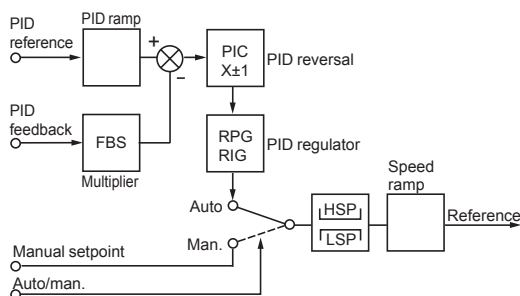 PID
reference
PID ramp
+
−
PIC
X±1
PID reversal
PID
feedback
FBS
Multiplier
RPG
RIG
PID regulator
Auto
Man.
HSP
LSP
Speed
ramp
Reference
Manual setpoint
Auto/man.